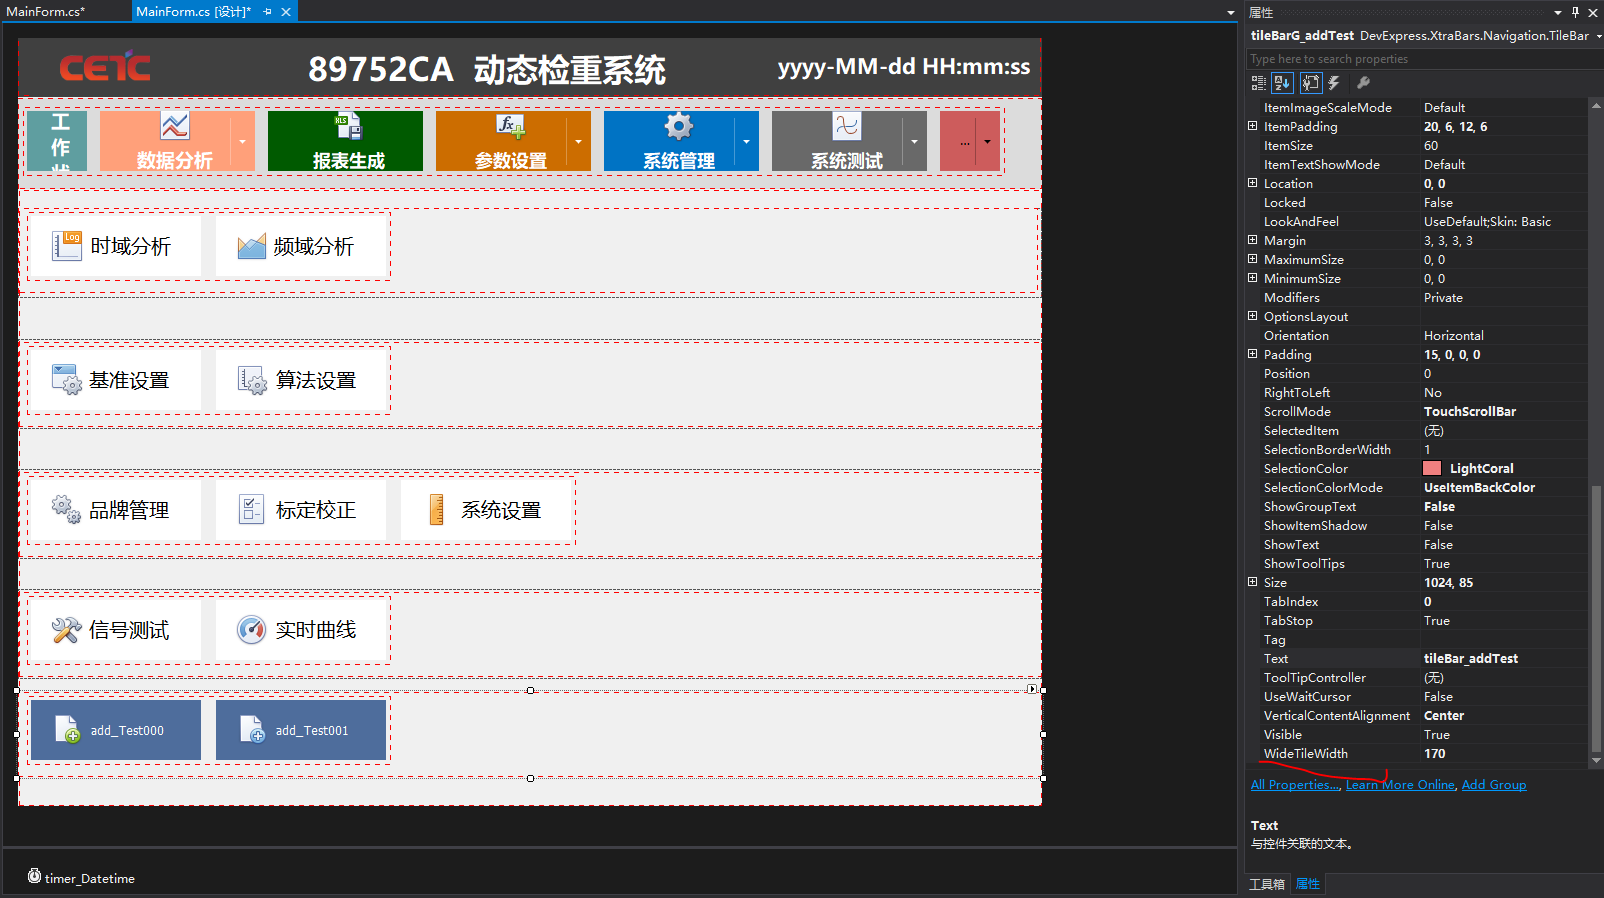 MainForm.cs*
MainForm.cs [设计]*
CETC
89752CA 动态检重系统
yyyy-MM-dd HH:mm:ss
工
作
数据分析
XLS
报表生成
fx
参数设置
系统管理
系统测试
...
Log
时域分析
频域分析
基准设置
算法设置
品牌管理
标定校正
系统设置
信号测试
实时曲线
add_Test000
add_Test001
timer_Datetime
属性
tileBarG_addTest DevExpress.XtraBars.Navigation.TileBar
Type here to search properties
ItemImageScaleMode Default
ItemPadding 20, 6, 12, 6
ItemSize 60
ItemTextShowMode Default
Location 0, 0
Locked False
LookAndFeel UseDefault;Skin: Basic
Margin 3, 3, 3, 3
MaximumSize 0, 0
MinimumSize 0, 0
Modifiers Private
OptionsLayout
Orientation Horizontal
Padding 15, 0, 0, 0
Position 0
RightToLeft No
ScrollMode TouchScrollBar
SelectedItem (无)
SelectionBorderWidth 1
SelectionColor LightCoral
SelectionColorMode UseItemBackColor
ShowGroupText False
ShowItemShadow False
ShowText False
ShowToolTips True
Size 1024, 85
TabIndex 0
TabStop True
Tag
Text tileBar_addTest
ToolTipController (无)
UseWaitCursor False
VerticalContentAlignment Center
Visible True
WideTileWidth 170
All Properties..., Learn More Online, Add Group
Text
与控件关联的文本。
工具箱 属性